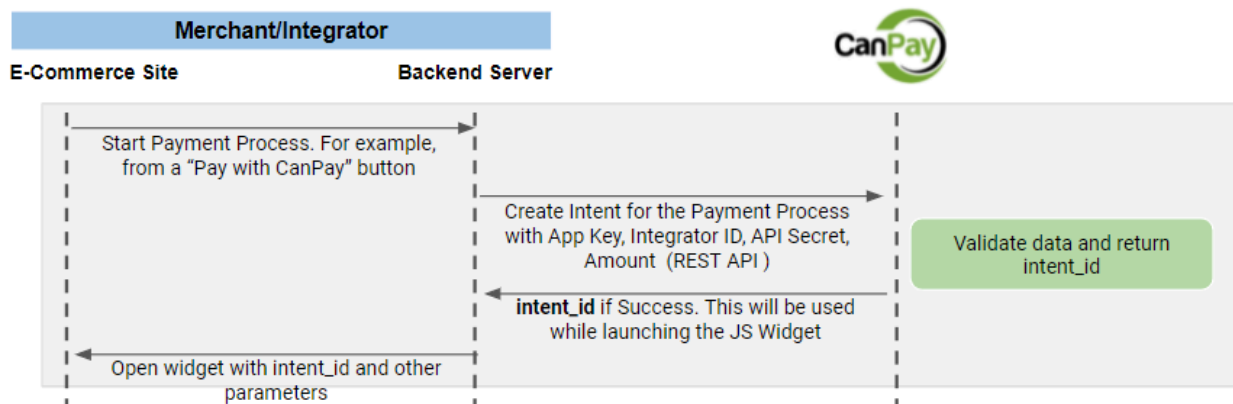 Merchant/Integrator
CanPay
E-Commerce Site
Backend Server
Start Payment Process. For example,
from a “Pay with CanPay” button
Create Intent for the Payment Process
with App Key, Integrator ID, API Secret,
Amount (REST API )
Validate data and return
intent_id
intent_id if Success. This will be used
while launching the JS Widget
Open widget with intent_id and other
parameters